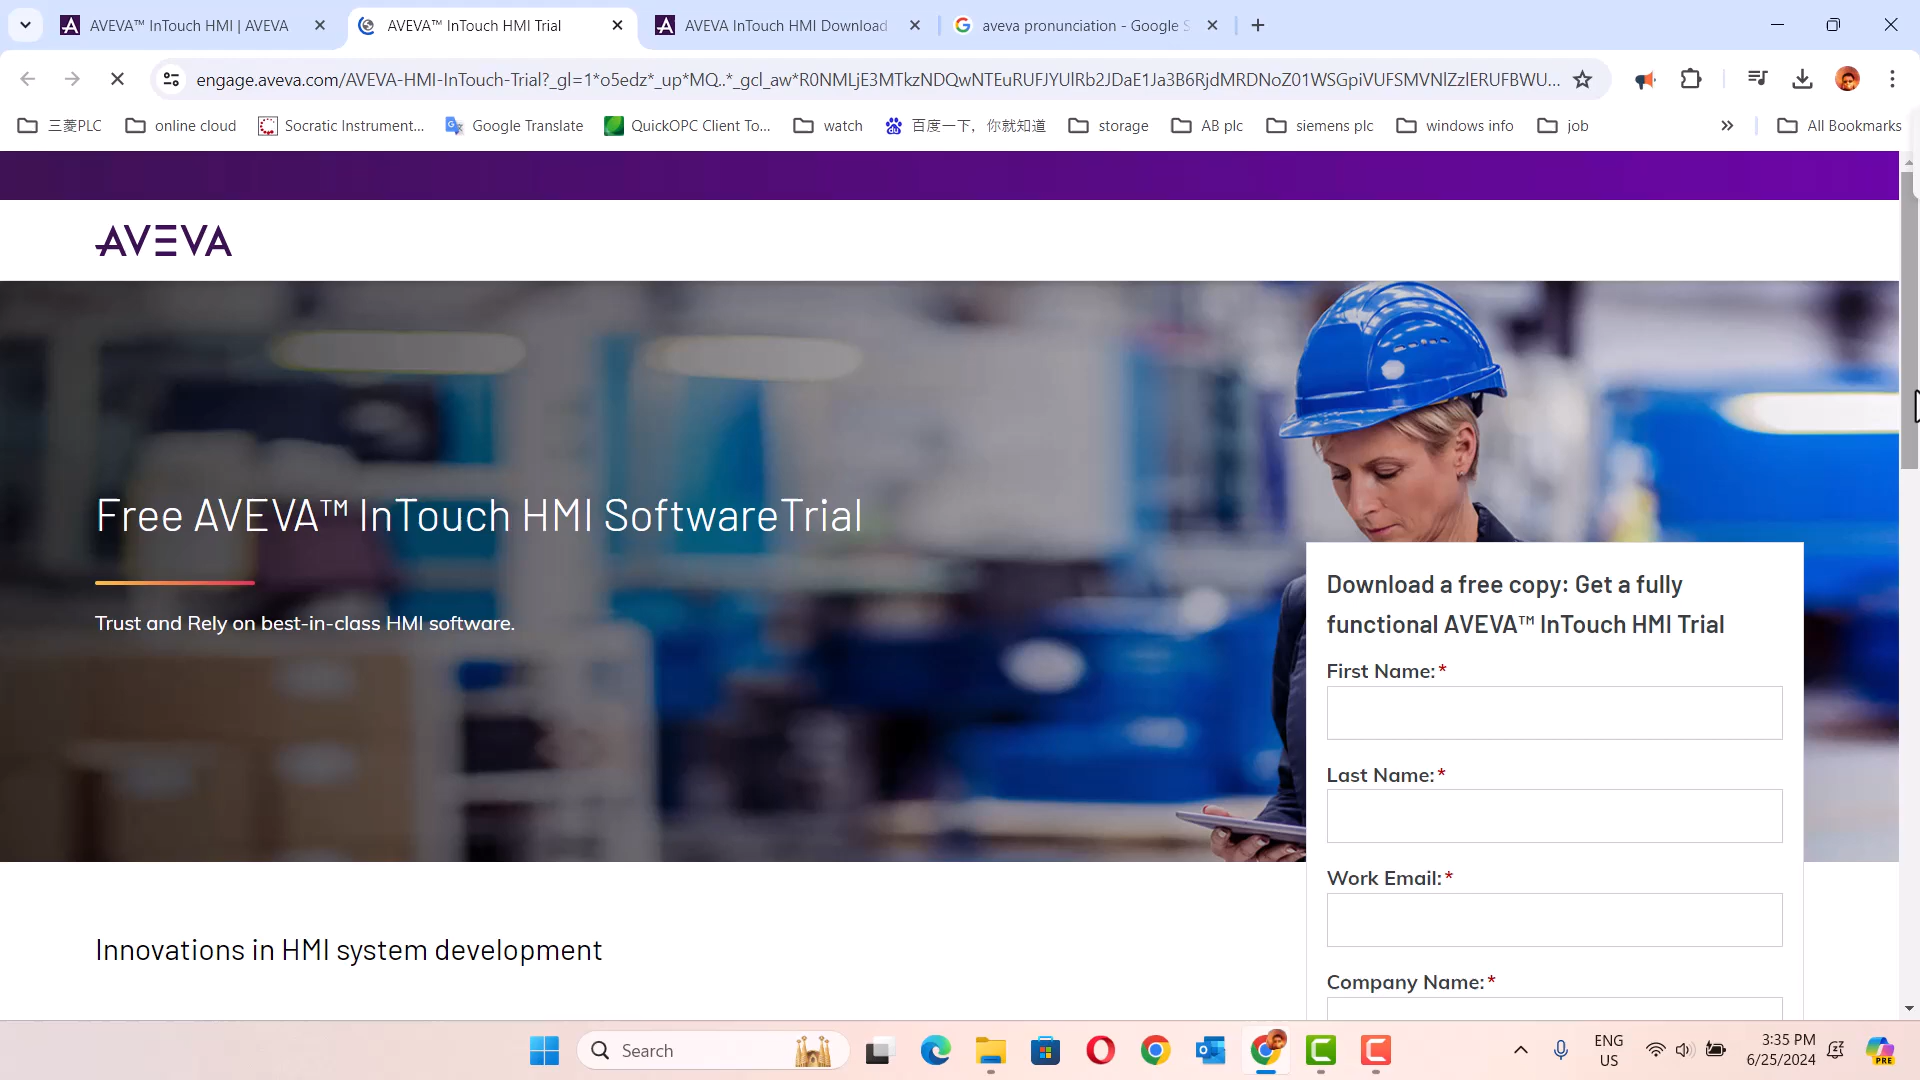 AVEVA™ InTouch HMI | AVEVA
AVEVA™ InTouch HMI Trial
AVEVA InTouch HMI Download
aveva pronunciation - Google S
engage.aveva.com/AVEVA-HMI-InTouch-Trial?_gl=1*o5edz*_up*MQ..*_gcl_aw*R0NMLjE3MTkzNDQwNTEuRUFJYUlRb2JDaE1Ja3B6RjdMRDNoZ01WSGpiVUFSMVNlZzlERUFBWU...
三菱PLC
online cloud
Socratic Instrument...
Google Translate
QuickOPC Client To...
watch
百度一下，你就知道
storage
AB plc
siemens plc
windows info
job
All Bookmarks
AVEVA
Free AVEVA™ InTouch HMI SoftwareTrial
Trust and Rely on best-in-class HMI software.
Download a free copy: Get a fully
functional AVEVA™ InTouch HMI Trial
First Name:*
Last Name:*
Work Email:*
Company Name:*
Innovations in HMI system development
Search
ENG
US
3:35 PM
6/25/2024
PRE